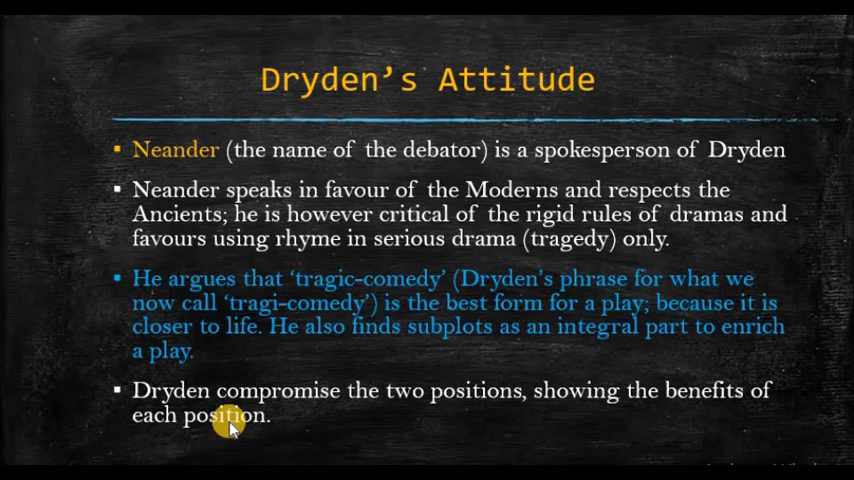 Dryden's Attitude
▪ Neander (the name of the debator) is a spokesperson of Dryden
▪ Neander speaks in favour of the Moderns and respects the
Ancients; he is however critical of the rigid rules of dramas and
favours using rhyme in serious drama (tragedy) only.
▪ He argues that 'tragic-comedy' (Dryden's phrase for what we
now call 'tragi-comedy') is the best form for a play; because it is
closer to life. He also finds subplots as an integral part to enrich
a play.
▪ Dryden compromise the two positions, showing the benefits of
each position.